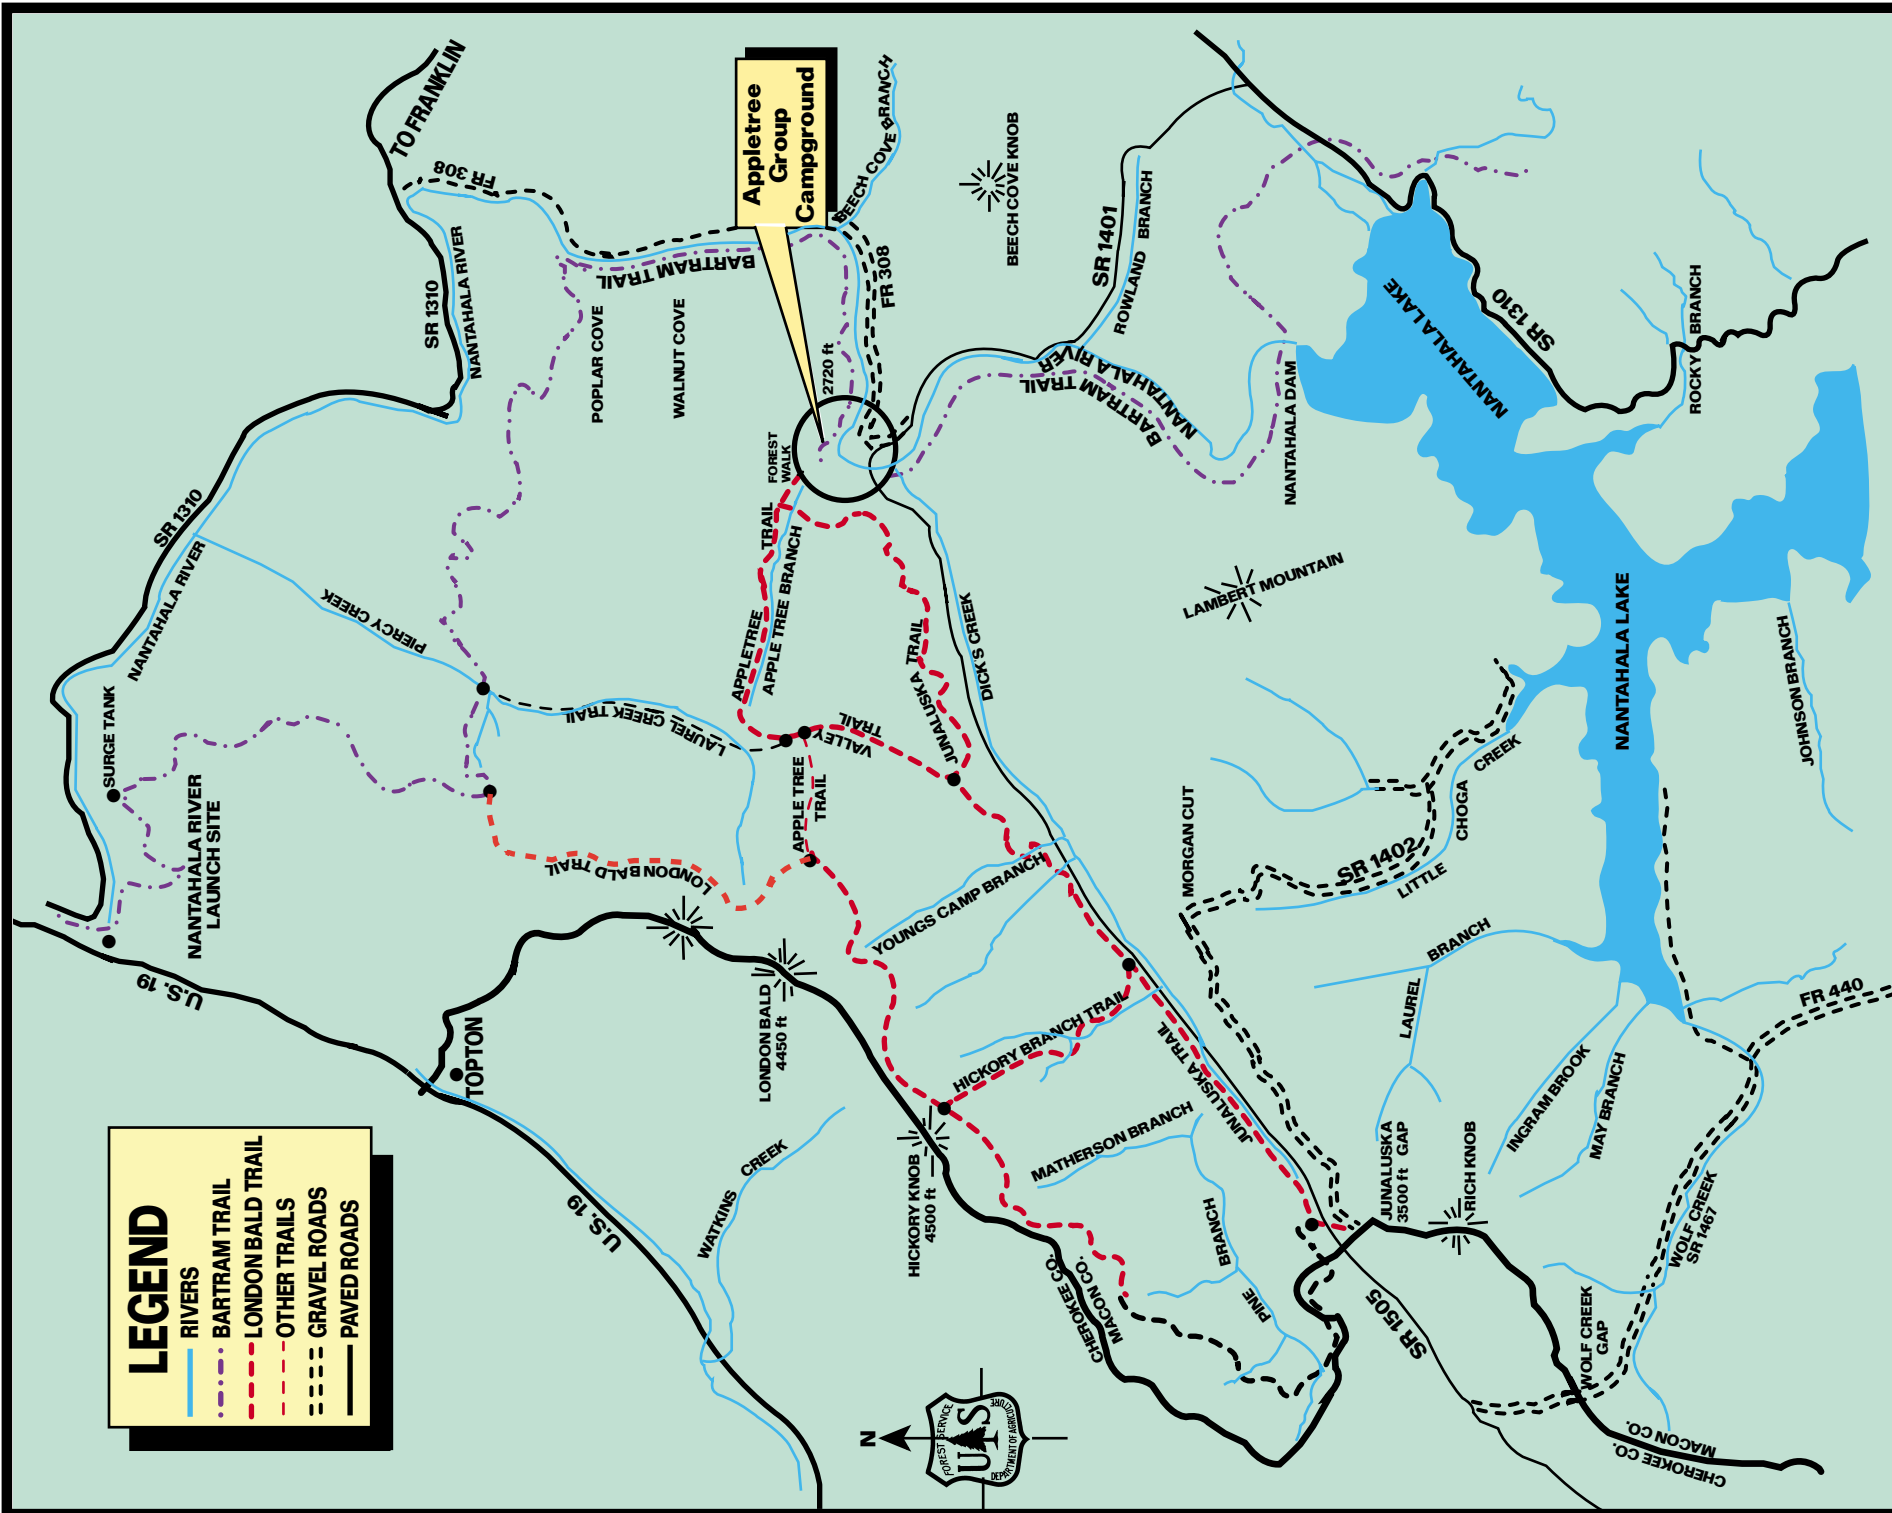 TO FRANKLIN
FR 308
SR 1310
NANTAHALA RIVER
BARTRAM TRAIL
POPLAR COVE
WALNUT COVE
Appletree
Group
Campground
BEECH COVE BRANCH
FR 308
2720 ft
FOREST
WALK
BEECH COVE KNOB
SR 1401
ROWLAND BRANCH
NANTAHALA RIVER
BARTRAM TRAIL
NANTAHALA DAM
NANTAHALA LAKE
SR 1310
ROCKY BRANCH
SR 1310
NANTAHALA RIVER
PIERCY CREEK
SURGE TANK
NANTAHALA RIVER
LAUNCH SITE
LAUREL CREEK TRAIL
APPLETREE TRAIL
APPLE TREE BRANCH
VALLEY TRAIL
APPLE TREE
TRAIL
JUNALUSKA TRAIL
DICK'S CREEK
LAMBERT MOUNTAIN
NANTAHALA LAKE
JOHNSON BRANCH
LONDON BALD TRAIL
YOUNGS CAMP BRANCH
MORGAN CUT
SR 1402
LITTLE CHOGA CREEK
LAUREL BRANCH
FR 440
U.S. 19
TOPTON
LONDON BALD
4450 ft
HICKORY BRANCH TRAIL
JUNALUSKA TRAIL
MATHERSON BRANCH
HICKORY KNOB
4500 ft
WATKINS CREEK
U.S. 19
CHEROKEE CO.
MACON CO.
PINE BRANCH
JUNALUSKA
3500 ft GAP
RICH KNOB
INGRAM BROOK
MAY BRANCH
WOLF CREEK
SR 1467
SR 1505
WOLF CREEK
GAP
MACON CO.
CHEROKEE CO.
LEGEND
RIVERS
BARTRAM TRAIL
LONDON BALD TRAIL
OTHER TRAILS
GRAVEL ROADS
PAVED ROADS
N
FOREST SERVICE
U S
DEPARTMENT OF AGRICULTURE